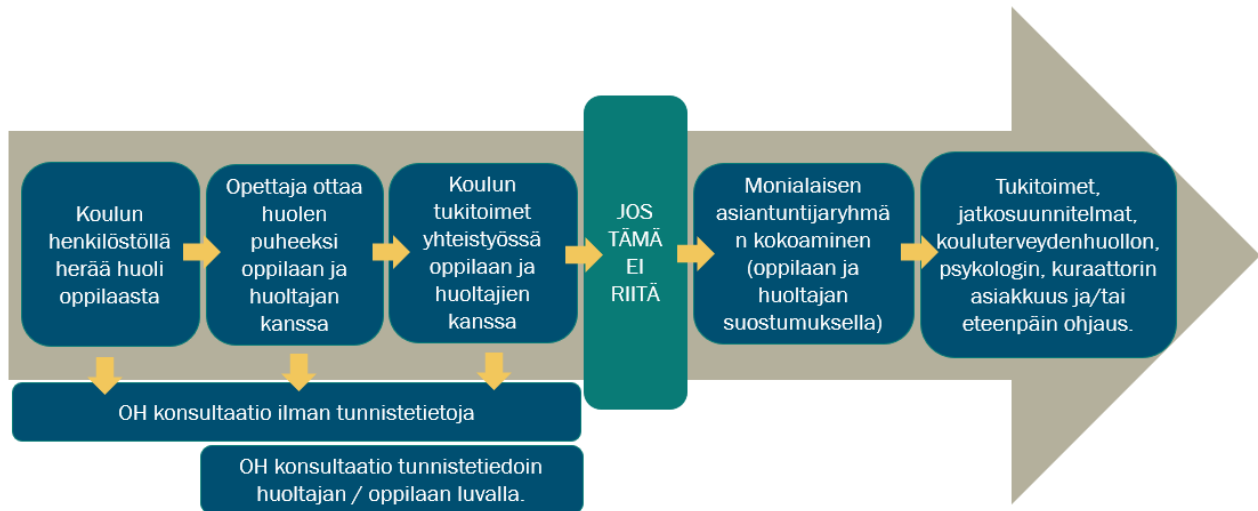 Koulun
henkilöstöllä
herää huoli
oppilaasta
Opettaja ottaa
huolen
puheeksi
oppilaan ja
huoltajan
kanssa
Koulun
tukitoimet
yhteistyössä
oppilaan ja
huoltajien
kanssa
JOS
TÄMÄ
EI
RIITÄ
Monialaisen
asiantuntijaryhmä
n kokoaminen
(oppilaan ja
huoltajan
suostumuksella)
Tukitoimet,
jatkosuunnitelmat,
kouluterveydenhuollon,
psykologin, kuraattorin
asiakkuus ja/tai
eteenpäin ohjaus.
OH konsultaatio ilman tunnistetietoja
OH konsultaatio tunnistetiedoin
huoltajan / oppilaan luvalla.